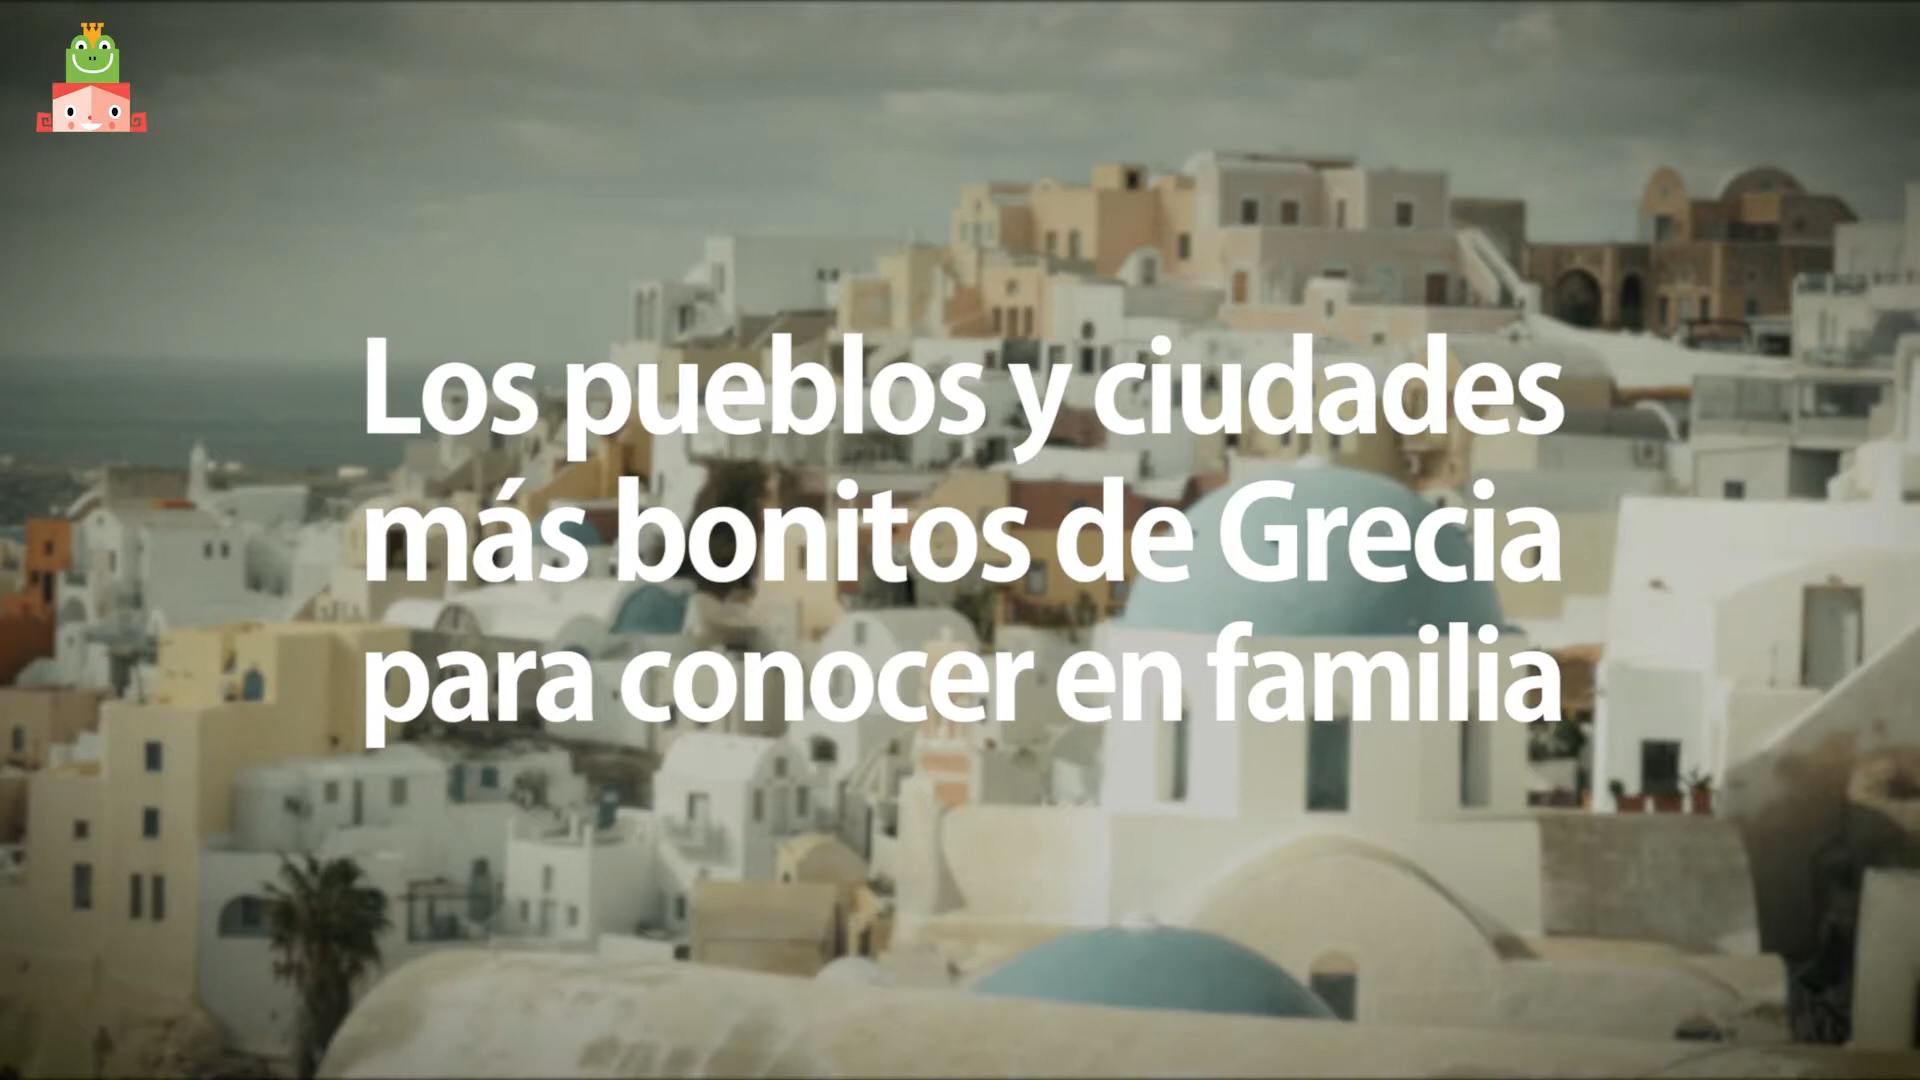 Los pueblos y ciudades
más bonitos de Grecia
para conocer en familia